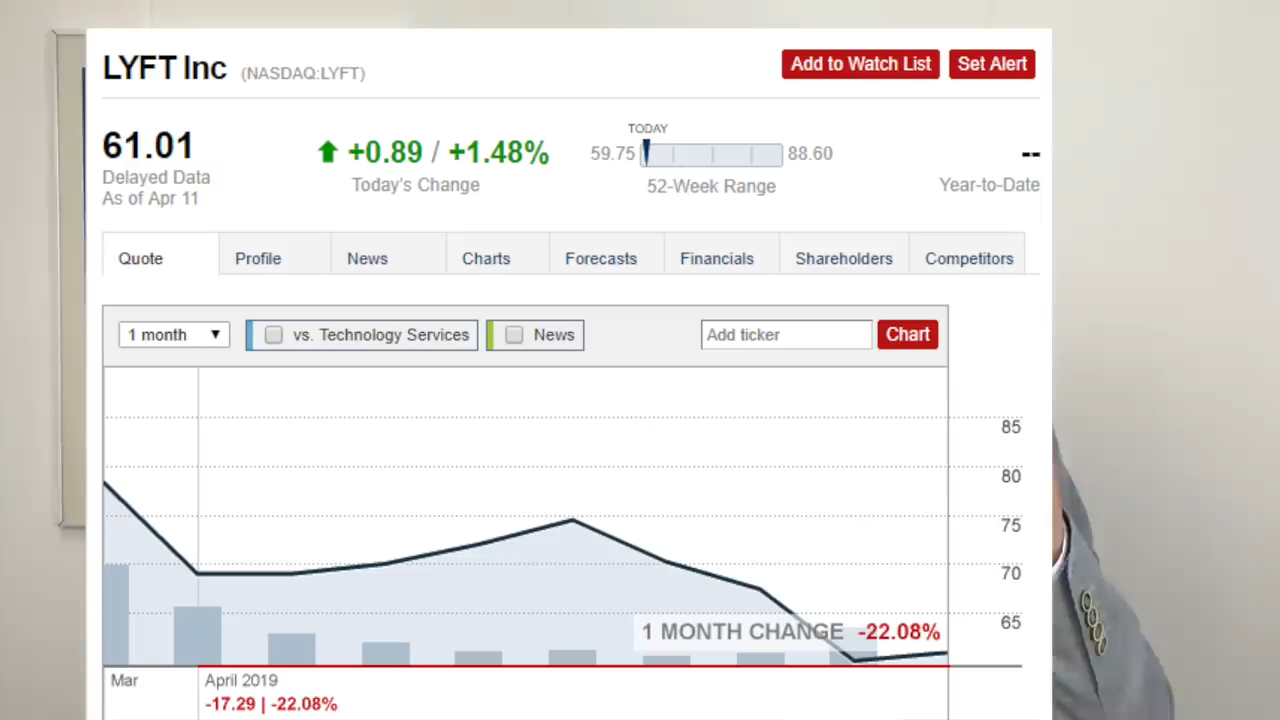 LYFT Inc (NASDAQ:LYFT)
Add to Watch List
Set Alert
61.01
Delayed Data
As of Apr 11
+0.89 / +1.48%
Today's Change
TODAY
59.75
88.60
52-Week Range
--
Year-to-Date
Quote
Profile
News
Charts
Forecasts
Financials
Shareholders
Competitors
1 month
vs. Technology Services
News
Add ticker
Chart
85
80
75
70
65
1 MONTH CHANGE -22.08%
Mar
April 2019
-17.29 | -22.08%